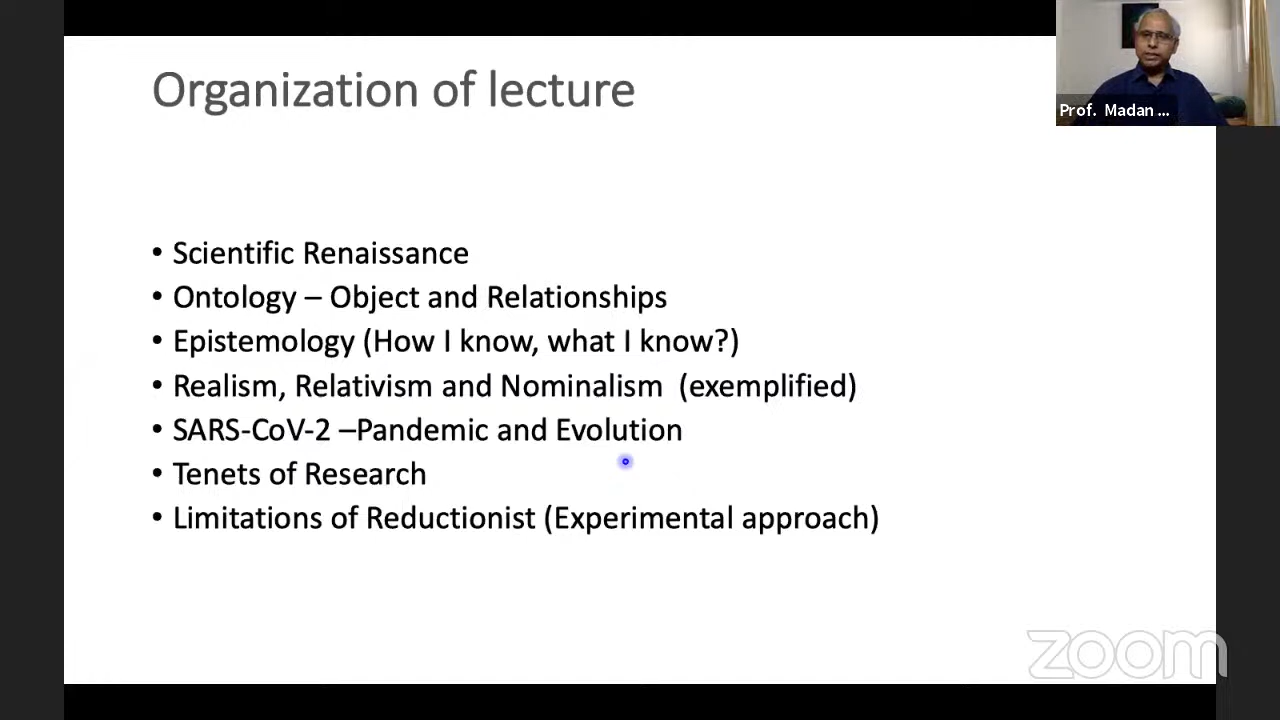 Organization of lecture
Prof. Madan ...
• Scientific Renaissance
• Ontology – Object and Relationships
• Epistemology (How I know, what I know?)
• Realism, Relativism and Nominalism (exemplified)
• SARS-CoV-2 –Pandemic and Evolution
• Tenets of Research
• Limitations of Reductionist (Experimental approach)
zoom